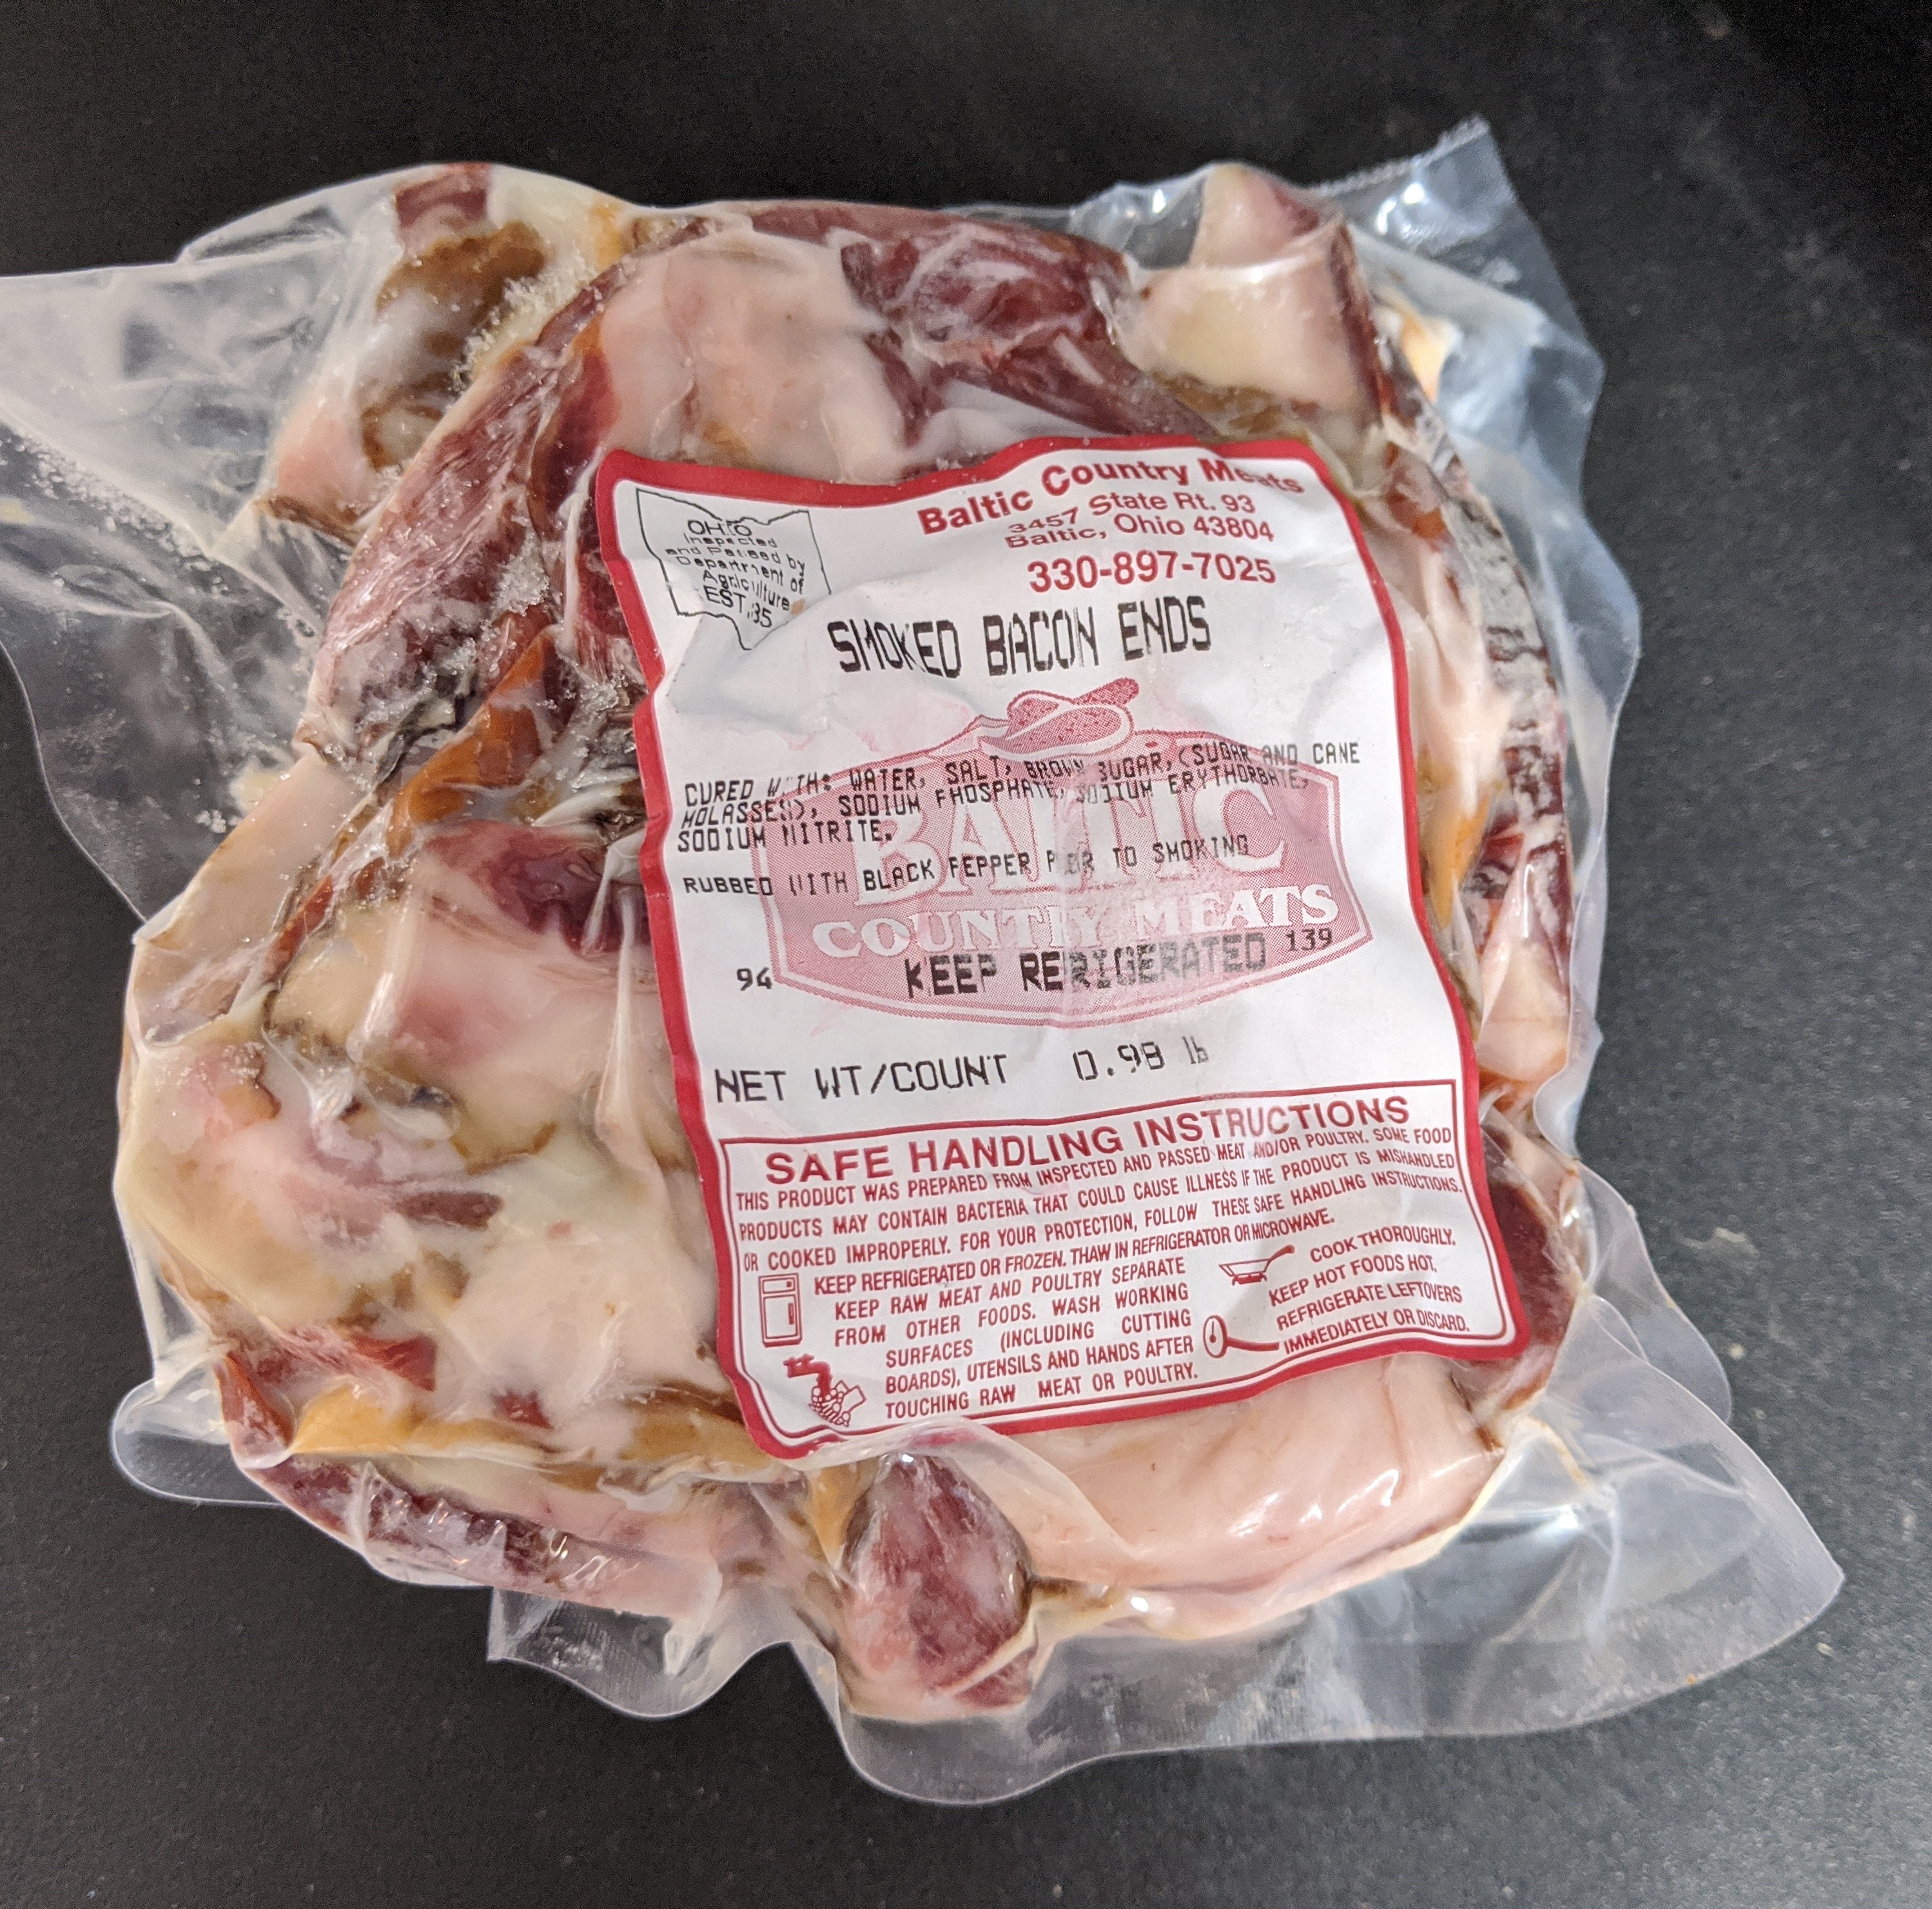 Baltic Country Meats
3457 State Rt. 93
Baltic, Ohio 43804
330-897-7025
OHIO
Inspected
and Passed by
Department of
Agriculture
EST.
SMOKED BACON ENDS
CURED WITH: WATER, SALT, BROWN SUGAR, (SUGAR AND CANE
MOLASSES), SODIUM PHOSPHATE, SODIUM ERYTHORBATE,
SODIUM NITRITE.
RUBBED WITH BLACK PEPPER PRIOR TO SMOKING
BALTIC
COUNTRY MEATS
94 KEEP REFRIGERATED 139
NET WT/COUNT 0.98 lb
SAFE HANDLING INSTRUCTIONS
THIS PRODUCT WAS PREPARED FROM INSPECTED AND PASSED MEAT AND/OR POULTRY. SOME FOOD
PRODUCTS MAY CONTAIN BACTERIA THAT COULD CAUSE ILLNESS IF THE PRODUCT IS MISHANDLED
OR COOKED IMPROPERLY. FOR YOUR PROTECTION, FOLLOW THESE SAFE HANDLING INSTRUCTIONS.
KEEP REFRIGERATED OR FROZEN. THAW IN REFRIGERATOR OR MICROWAVE.
KEEP RAW MEAT AND POULTRY SEPARATE
FROM OTHER FOODS. WASH WORKING
SURFACES (INCLUDING CUTTING
BOARDS), UTENSILS AND HANDS AFTER
TOUCHING RAW MEAT OR POULTRY.
COOK THOROUGHLY.
KEEP HOT FOODS HOT,
REFRIGERATE LEFTOVERS
IMMEDIATELY OR DISCARD.